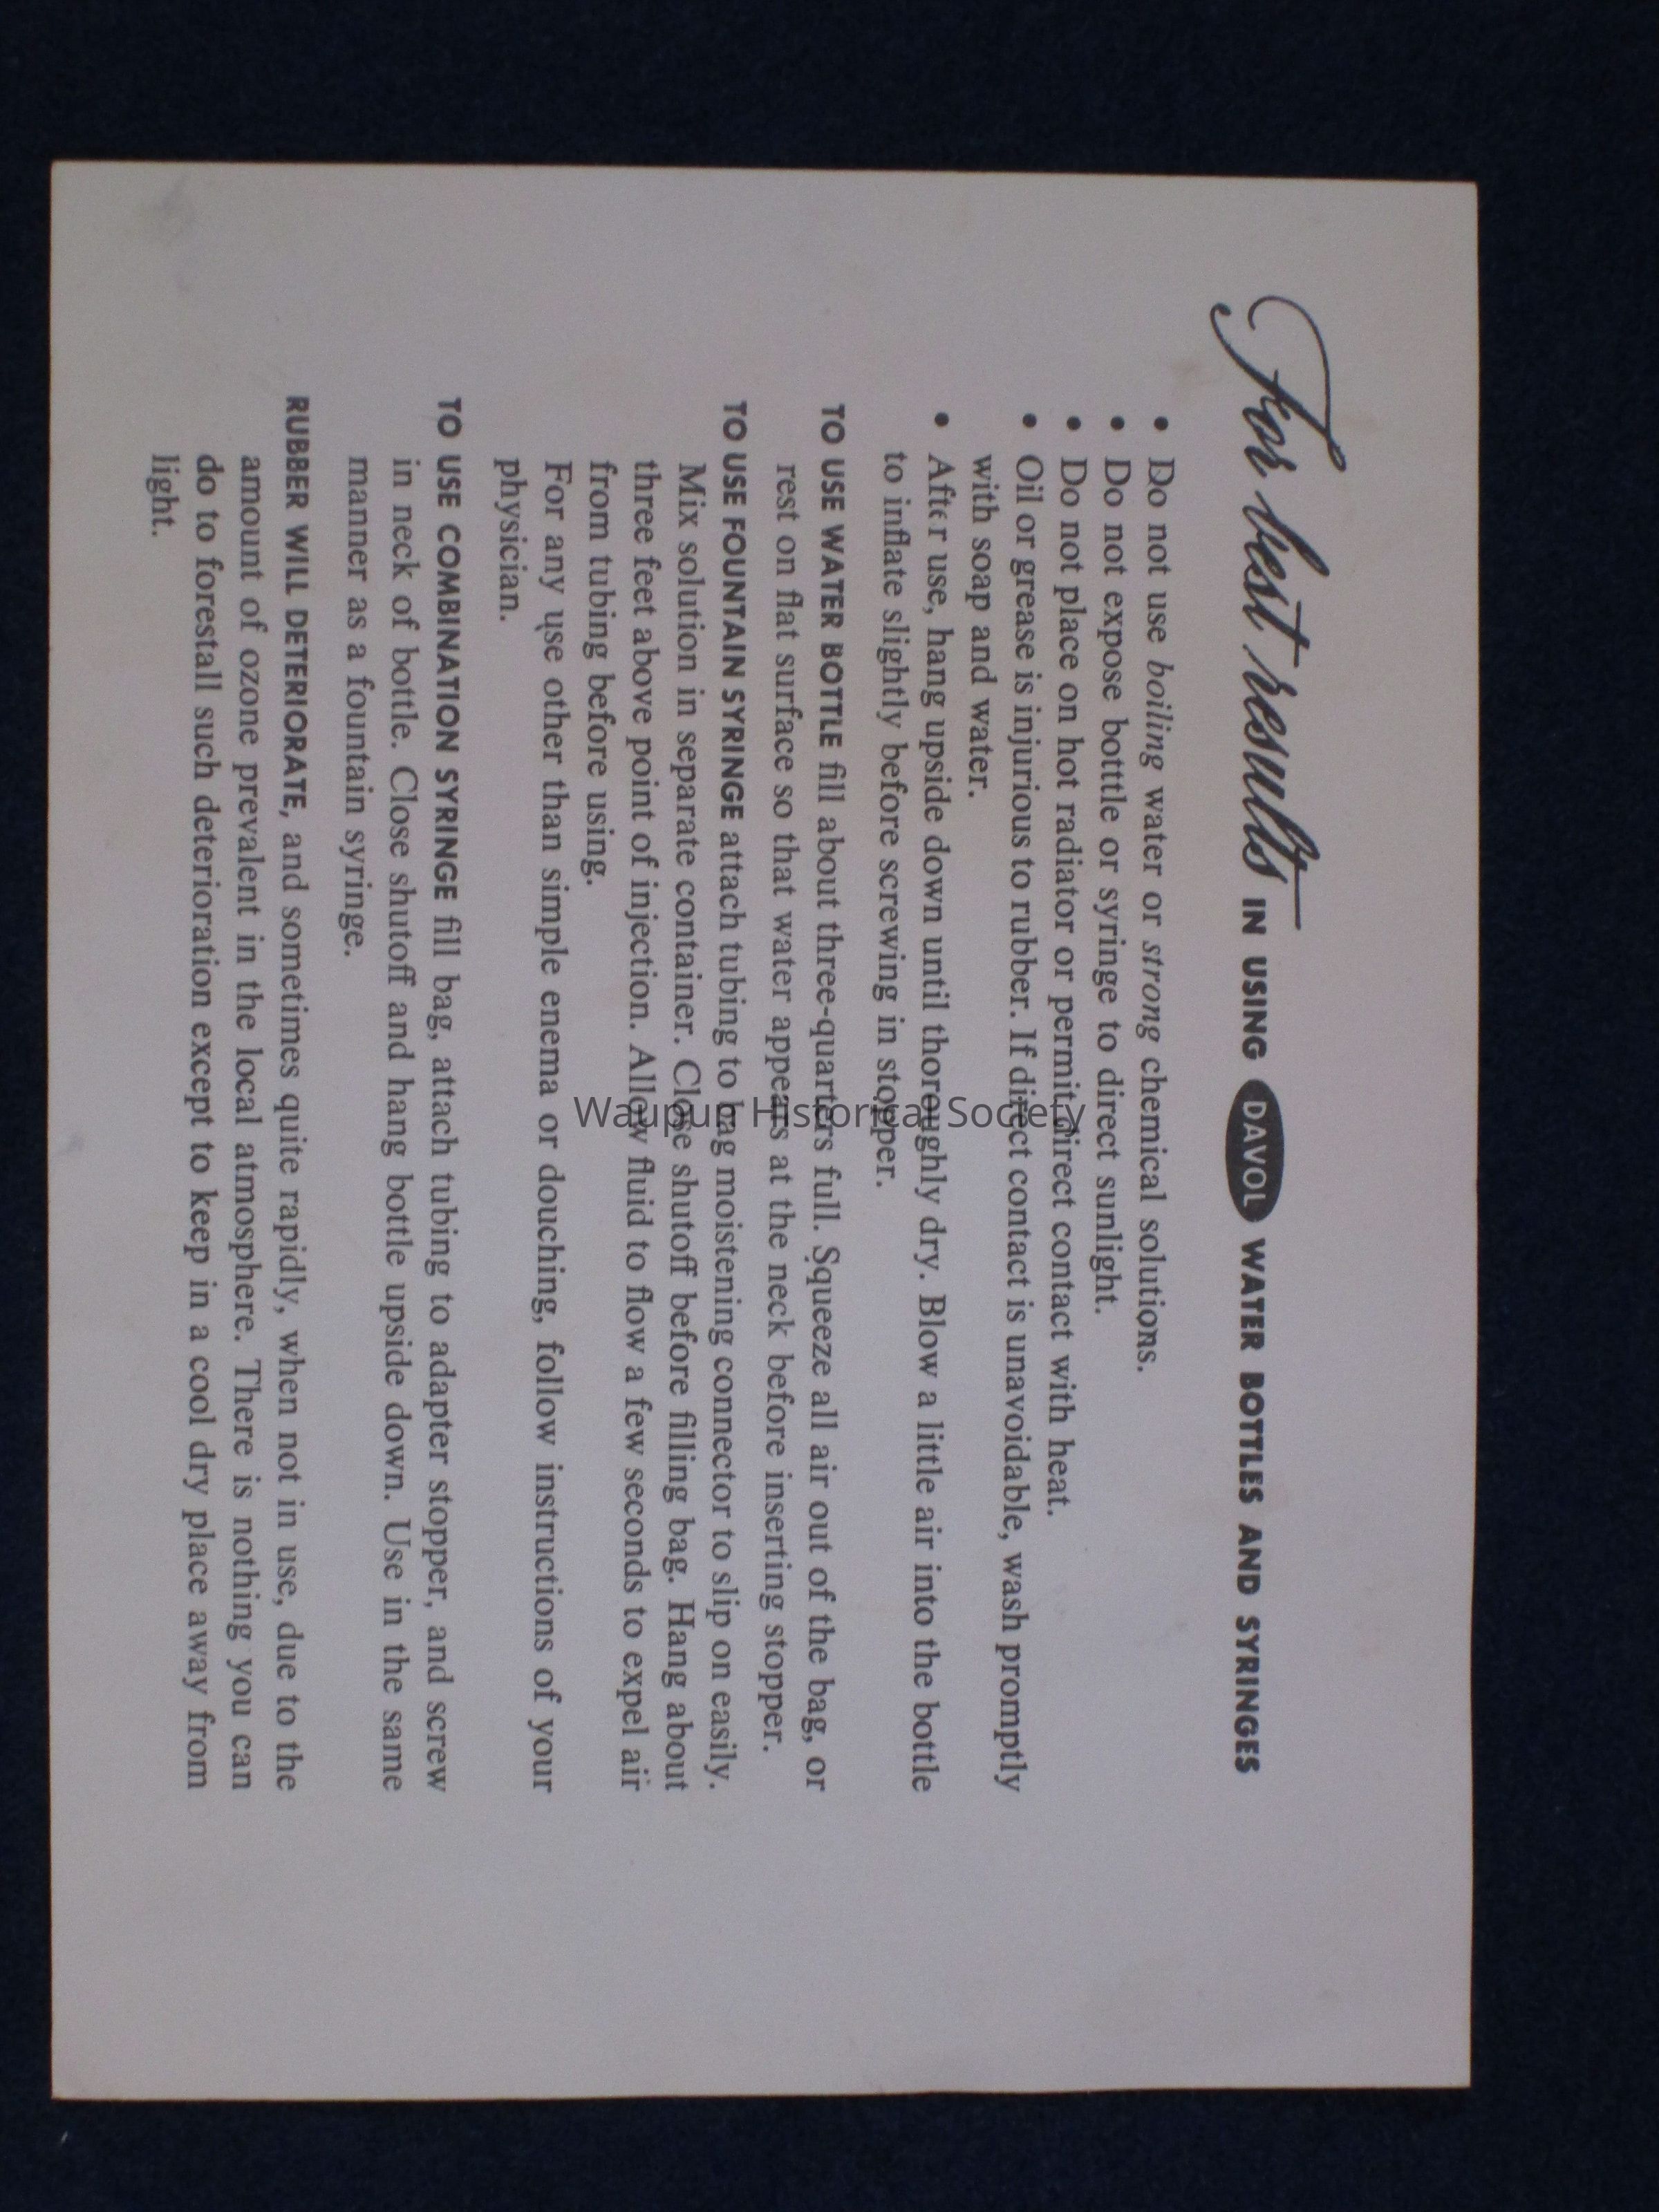 For best results IN USING DAVOL WATER BOTTLES AND SYRINGES
• Do not use boiling water or strong chemical solutions.
• Do not expose bottle or syringe to direct sunlight.
• Do not place on hot radiator or permit direct contact with heat.
• Oil or grease is injurious to rubber. If direct contact is unavoidable, wash promptly
with soap and water.
• After use, hang upside down until thoroughly dry. Blow a little air into the bottle
to inflate slightly before screwing in stopper.
TO USE WATER BOTTLE fill about three-quarters full. Squeeze all air out of the bag, or
rest on flat surface so that water appears at the neck before inserting stopper.
TO USE FOUNTAIN SYRINGE attach tubing to bag moistening connector to slip on easily.
Mix solution in separate container. Close shutoff before filling bag. Hang about
three feet above point of injection. Allow fluid to flow a few seconds to expel air
from tubing before using.
For any use other than simple enema or douching, follow instructions of your
physician.
TO USE COMBINATION SYRINGE fill bag, attach tubing to adapter stopper, and screw
in neck of bottle. Close shutoff and hang bottle upside down. Use in the same
manner as a fountain syringe.
RUBBER WILL DETERIORATE, and sometimes quite rapidly, when not in use, due to the
amount of ozone prevalent in the local atmosphere. There is nothing you can
do to forestall such deterioration except to keep in a cool dry place away from
light.
Waupun Historical Society